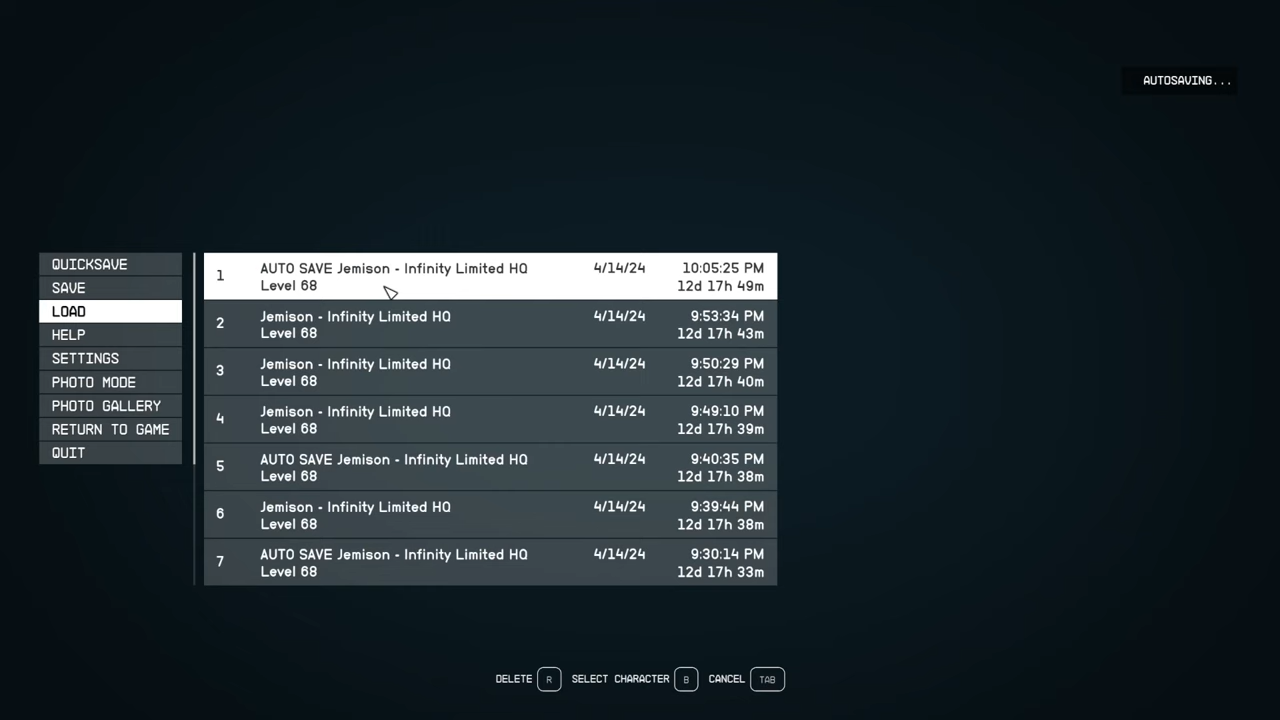 AUTOSAVING...
QUICKSAVE
SAVE
LOAD
HELP
SETTINGS
PHOTO MODE
PHOTO GALLERY
RETURN TO GAME
QUIT
1 AUTO SAVE Jemison - Infinity Limited HQ 4/14/24 10:05:25 PM
Level 68 12d 17h 49m
2 Jemison - Infinity Limited HQ 4/14/24 9:53:34 PM
Level 68 12d 17h 43m
3 Jemison - Infinity Limited HQ 4/14/24 9:50:29 PM
Level 68 12d 17h 40m
4 Jemison - Infinity Limited HQ 4/14/24 9:49:10 PM
Level 68 12d 17h 39m
5 AUTO SAVE Jemison - Infinity Limited HQ 4/14/24 9:40:35 PM
Level 68 12d 17h 38m
6 Jemison - Infinity Limited HQ 4/14/24 9:39:44 PM
Level 68 12d 17h 38m
7 AUTO SAVE Jemison - Infinity Limited HQ 4/14/24 9:30:14 PM
Level 68 12d 17h 33m
DELETE R SELECT CHARACTER B CANCEL TAB